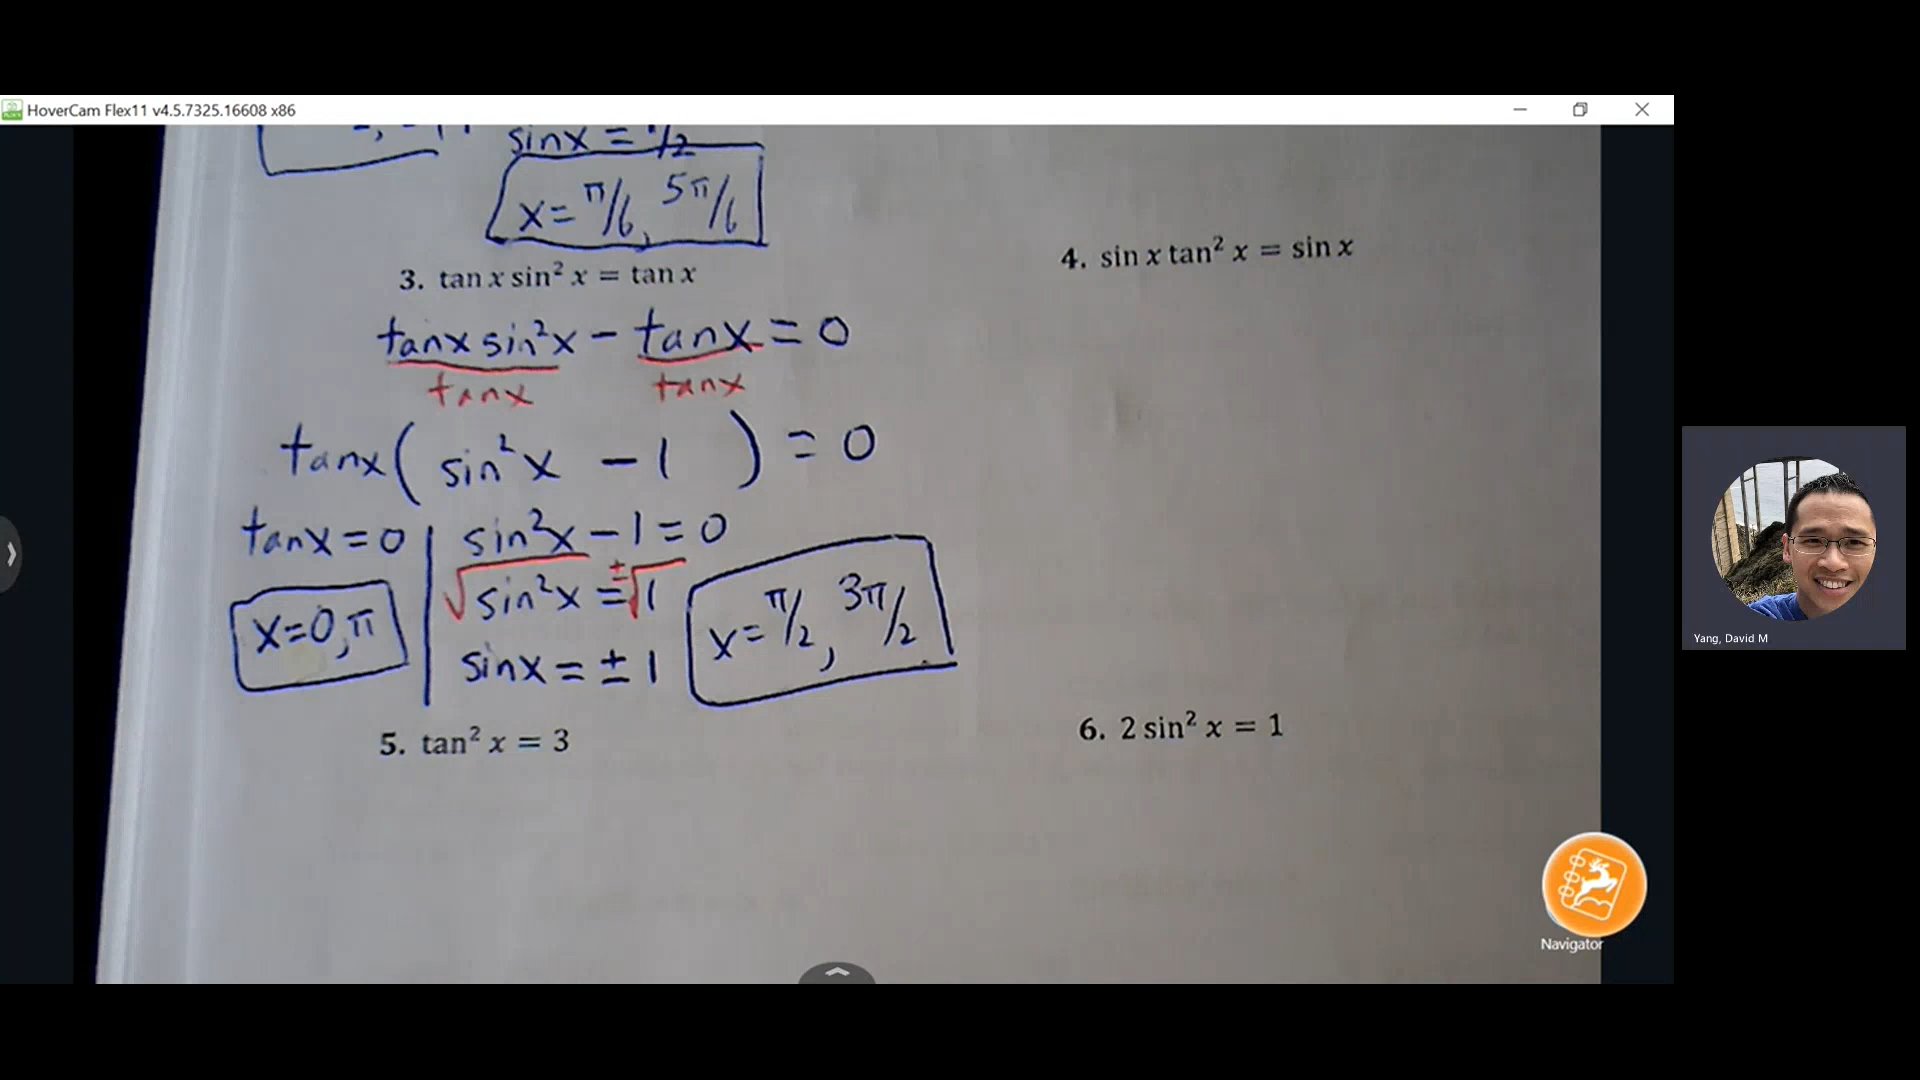 HoverCam Flex11 v4.5.7325.16608 x86
sinx = 1/2
x = π/6, 5π/6
3. tan x sin² x = tan x
tanx sin²x - tanx = 0
tanx tanx
tanx ( sin²x - 1 ) = 0
tanx = 0 | sin²x - 1 = 0
√sin²x = ±√1
x = 0, π
sinx = ± 1
x = π/2, 3π/2
4. sin x tan² x = sin x
5. tan² x = 3
6. 2 sin² x = 1
Navigator
Yang, David M